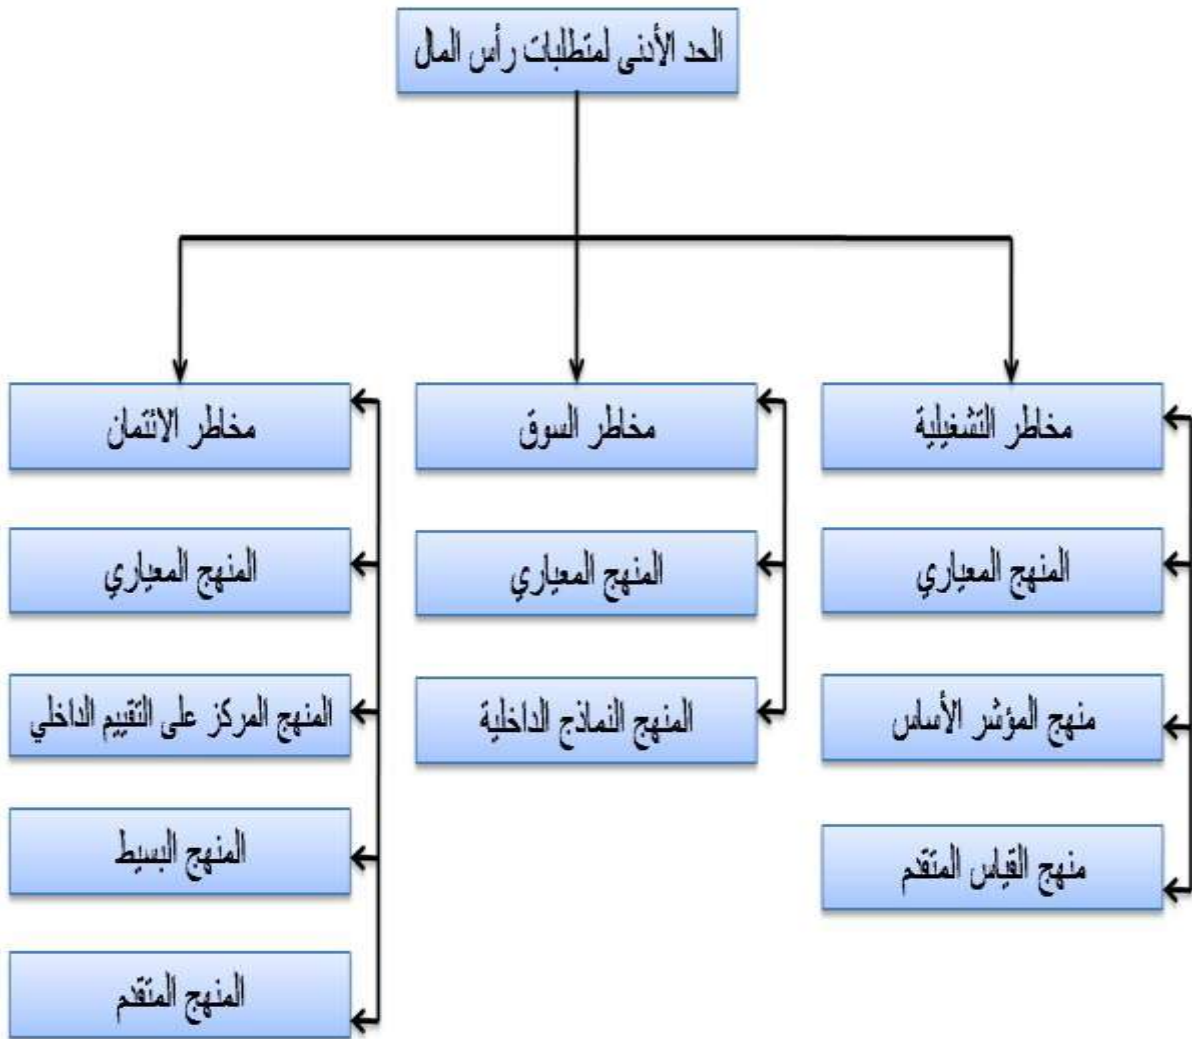 الحد الأدنى لمتطلبات رأس المال
مخاطر التشغيلية
المنهج المعياري
منهج المؤشر الأساس
منهج القياس المتقدم
مخاطر السوق
المنهج المعياري
المنهج النماذج الداخلية
مخاطر الائتمان
المنهج المعياري
المنهج المركز على التقييم الداخلي
المنهج البسيط
المنهج المتقدم